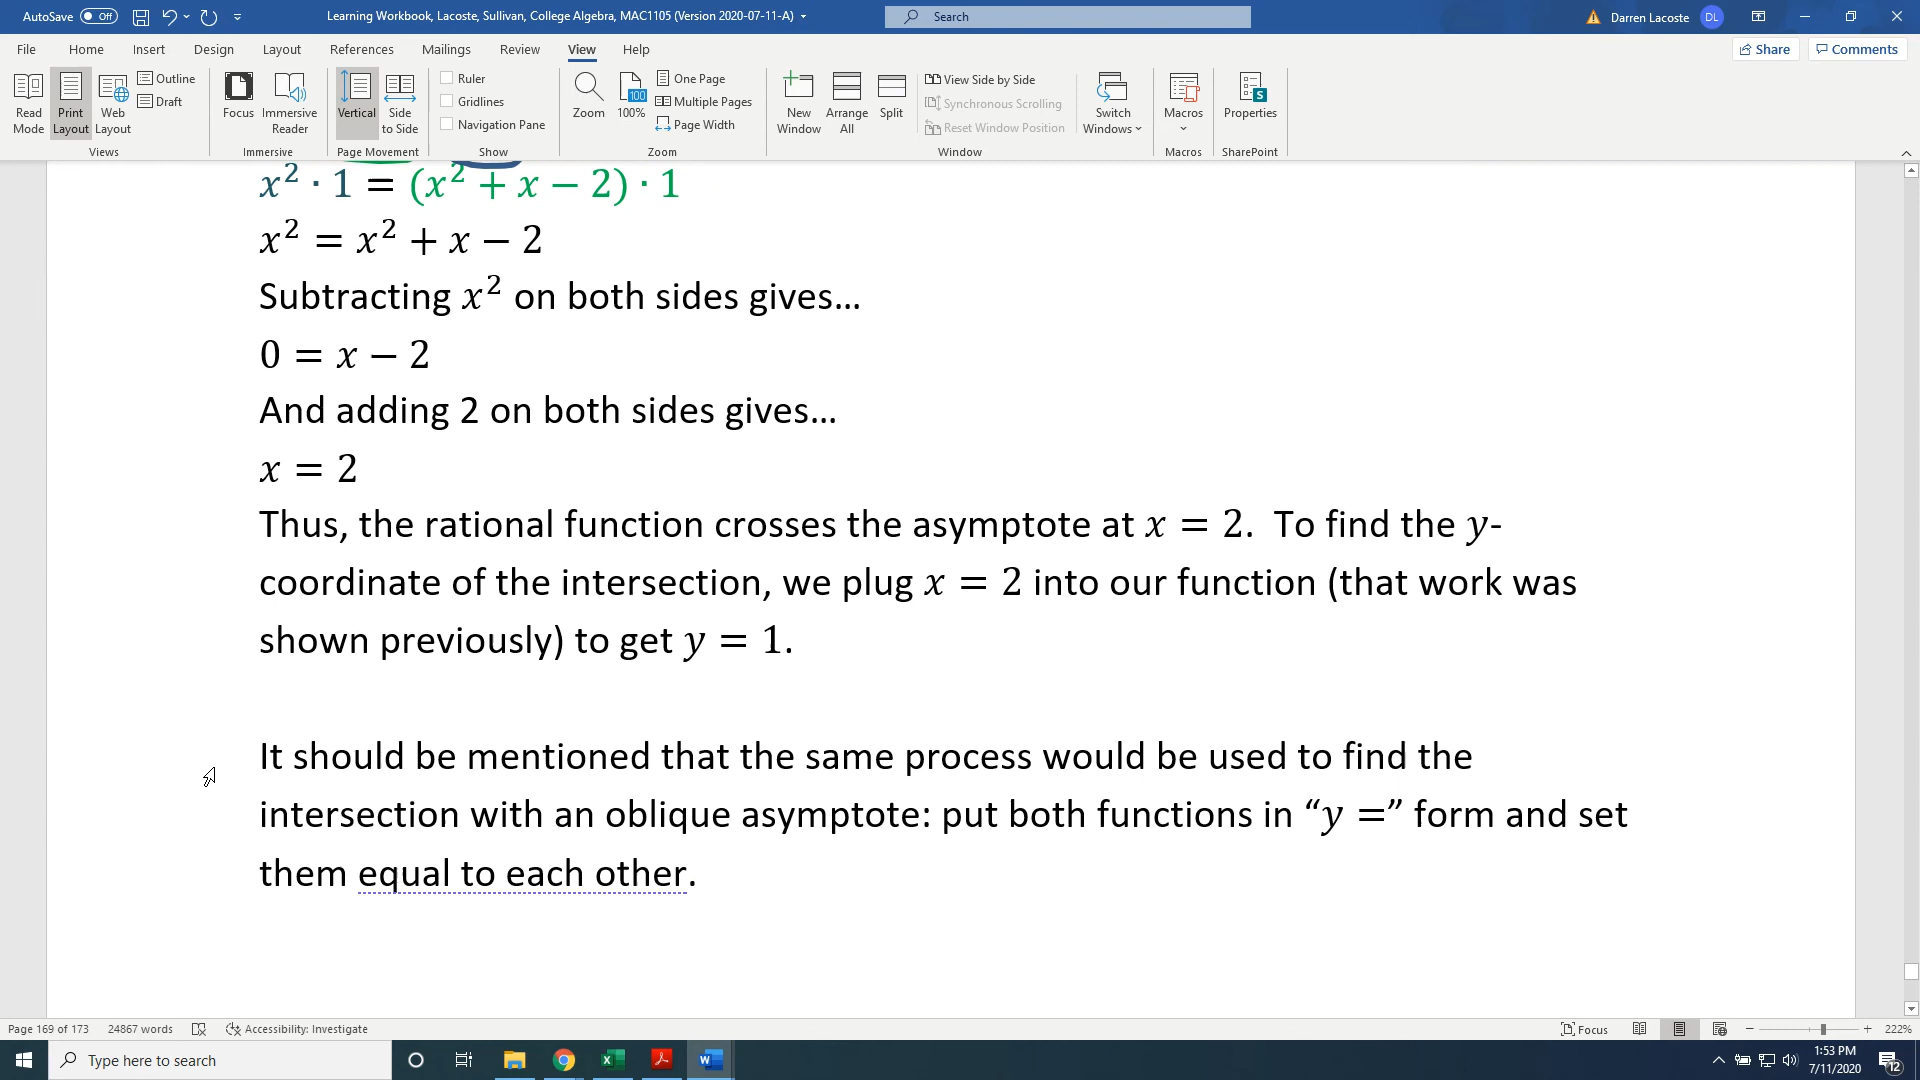 AutoSave Off
Learning Workbook, Lacoste, Sullivan, College Algebra, MAC1105 (Version 2020-07-11-A)
Search
Darren Lacoste DL
File Home Insert Design Layout References Mailings Review View Help
Share Comments
Read Mode
Print Layout
Web Layout
Outline
Draft
Views
Focus
Immersive Reader
Immersive
Vertical
Side to Side
Page Movement
Ruler
Gridlines
Navigation Pane
Show
Zoom
100
100%
One Page
Multiple Pages
Page Width
Zoom
New Window
Arrange All
Split
View Side by Side
Synchronous Scrolling
Reset Window Position
Switch Windows
Window
Macros
Macros
S
Properties
SharePoint
x² · 1 = (x² + x − 2) · 1
x² = x² + x − 2
Subtracting x² on both sides gives…
0 = x − 2
And adding 2 on both sides gives…
x = 2
Thus, the rational function crosses the asymptote at x = 2. To find the y-
coordinate of the intersection, we plug x = 2 into our function (that work was
shown previously) to get y = 1.
It should be mentioned that the same process would be used to find the
intersection with an oblique asymptote: put both functions in “y =” form and set
them equal to each other.
Page 169 of 173 24867 words Accessibility: Investigate Focus 222%
Type here to search
1:53 PM
7/11/2020
12